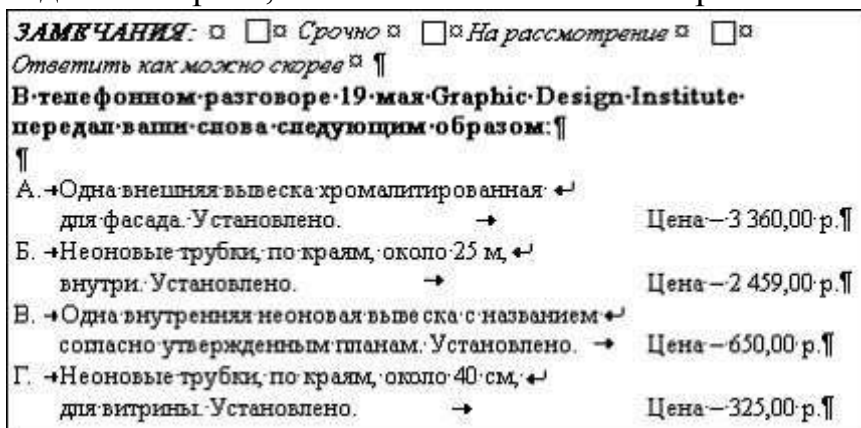 ЗАМЕЧАНИЯ: ¤ □¤ Срочно ¤ □¤ На рассмотрение ¤ □¤
Ответить как можно скорее ¤ ¶
В·телефонном·разговоре·19·мая·Graphic·Design·Institute·
передал·ваши·слова·следующим·образом:¶
¶
А.→Одна·внешняя·вывеска·хромалитированная·↵
для·фасада.·Установлено. → Цена·–·3 360,00·р.¶
Б.→Неоновые·трубки,·по·краям,·около·25 м,↵
внутри.·Установлено. → Цена·–·2 459,00·р.¶
В.→Одна·внутренняя·неоновая·вывеска·с·названием·↵
согласно·утвержденным·планам.·Установлено. → Цена·–·650,00·р.¶
Г.→Неоновые·трубки,·по·краям,·около·40·см,·↵
для·витрины.·Установлено. → Цена·–·325,00·р.¶